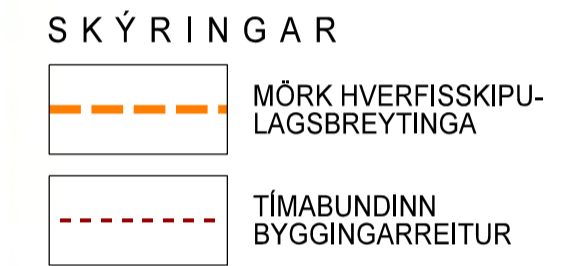 SKÝRINGAR
MÖRK HVERFISSKIPU-
LAGSBREYTINGA
TÍMABUNDINN
BYGGINGARREITUR